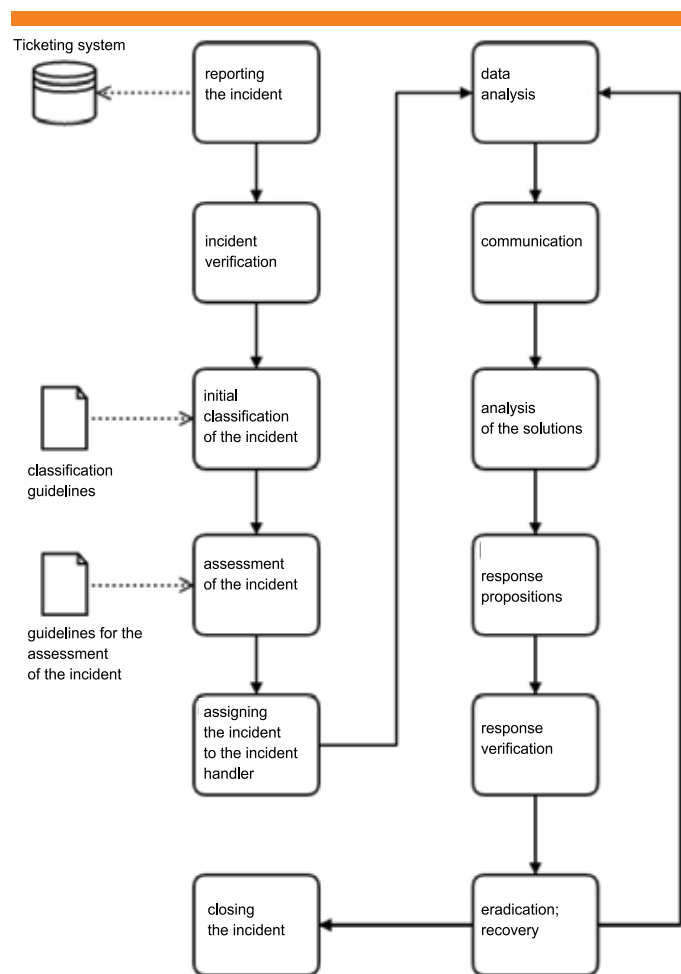 Ticketing system
reporting
the incident
incident
verification
initial
classification
of the incident
classification
guidelines
assessment
of the incident
guidelines for the
assessment
of the incident
assigning
the incident
to the incident
handler
data
analysis
communication
analysis
of the solutions
response
propositions
response
verification
eradication;
recovery
closing
the incident